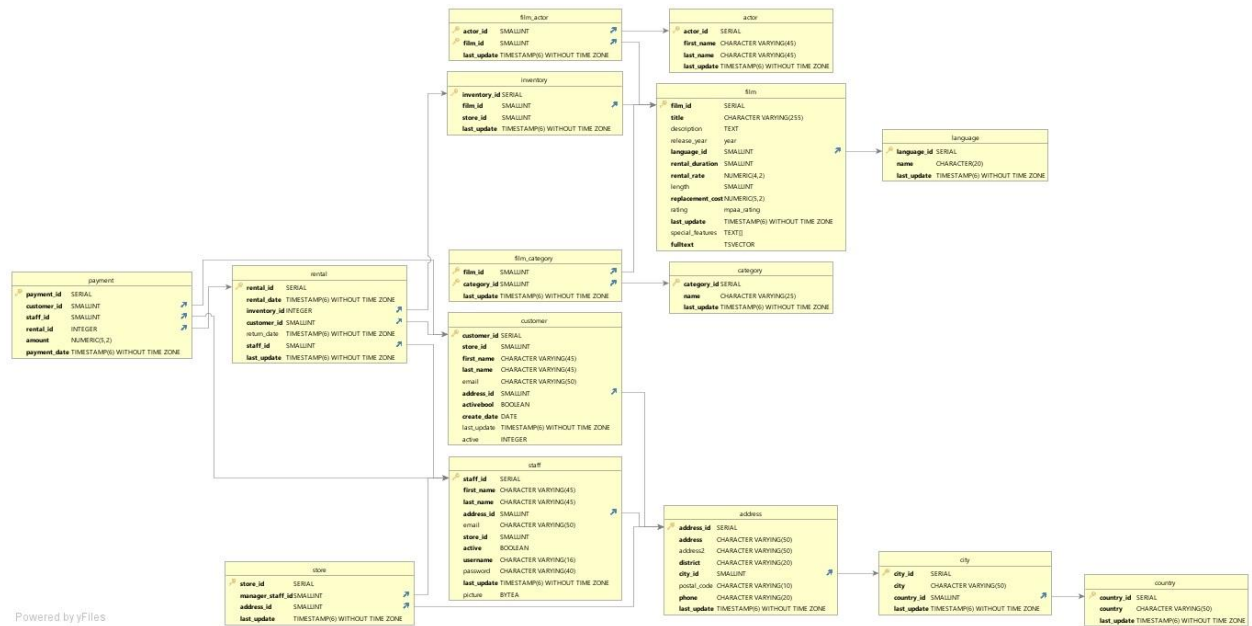 film_actor
actor_id SMALLINT
film_id SMALLINT
last_update TIMESTAMP(6) WITHOUT TIME ZONE
actor
actor_id SERIAL
first_name CHARACTER VARYING(45)
last_name CHARACTER VARYING(45)
last_update TIMESTAMP(6) WITHOUT TIME ZONE
inventory
inventory_id SERIAL
film_id SMALLINT
store_id SMALLINT
last_update TIMESTAMP(6) WITHOUT TIME ZONE
film
film_id SERIAL
title CHARACTER VARYING(255)
description TEXT
release_year year
language_id SMALLINT
rental_duration SMALLINT
rental_rate NUMERIC(4,2)
length SMALLINT
replacement_cost NUMERIC(5,2)
rating mpaa_rating
last_update TIMESTAMP(6) WITHOUT TIME ZONE
special_features TEXT[]
fulltext TSVECTOR
language
language_id SERIAL
name CHARACTER(20)
last_update TIMESTAMP(6) WITHOUT TIME ZONE
film_category
film_id SMALLINT
category_id SMALLINT
last_update TIMESTAMP(6) WITHOUT TIME ZONE
category
category_id SERIAL
name CHARACTER VARYING(25)
last_update TIMESTAMP(6) WITHOUT TIME ZONE
payment
payment_id SERIAL
customer_id SMALLINT
staff_id SMALLINT
rental_id INTEGER
amount NUMERIC(5,2)
payment_date TIMESTAMP(6) WITHOUT TIME ZONE
rental
rental_id SERIAL
rental_date TIMESTAMP(6) WITHOUT TIME ZONE
inventory_id INTEGER
customer_id SMALLINT
return_date TIMESTAMP(6) WITHOUT TIME ZONE
staff_id SMALLINT
last_update TIMESTAMP(6) WITHOUT TIME ZONE
customer
customer_id SERIAL
store_id SMALLINT
first_name CHARACTER VARYING(45)
last_name CHARACTER VARYING(45)
email CHARACTER VARYING(50)
address_id SMALLINT
activebool BOOLEAN
create_date DATE
last_update TIMESTAMP(6) WITHOUT TIME ZONE
active INTEGER
staff
staff_id SERIAL
first_name CHARACTER VARYING(45)
last_name CHARACTER VARYING(45)
address_id SMALLINT
email CHARACTER VARYING(50)
store_id SMALLINT
active BOOLEAN
username CHARACTER VARYING(16)
password CHARACTER VARYING(40)
last_update TIMESTAMP(6) WITHOUT TIME ZONE
picture BYTEA
address
address_id SERIAL
address CHARACTER VARYING(50)
address2 CHARACTER VARYING(50)
district CHARACTER VARYING(20)
city_id SMALLINT
postal_code CHARACTER VARYING(10)
phone CHARACTER VARYING(20)
last_update TIMESTAMP(6) WITHOUT TIME ZONE
city
city_id SERIAL
city CHARACTER VARYING(50)
country_id SMALLINT
last_update TIMESTAMP(6) WITHOUT TIME ZONE
country
country_id SERIAL
country CHARACTER VARYING(50)
last_update TIMESTAMP(6) WITHOUT TIME ZONE
store
store_id SERIAL
manager_staff_id SMALLINT
address_id SMALLINT
last_update TIMESTAMP(6) WITHOUT TIME ZONE
Powered by yFiles